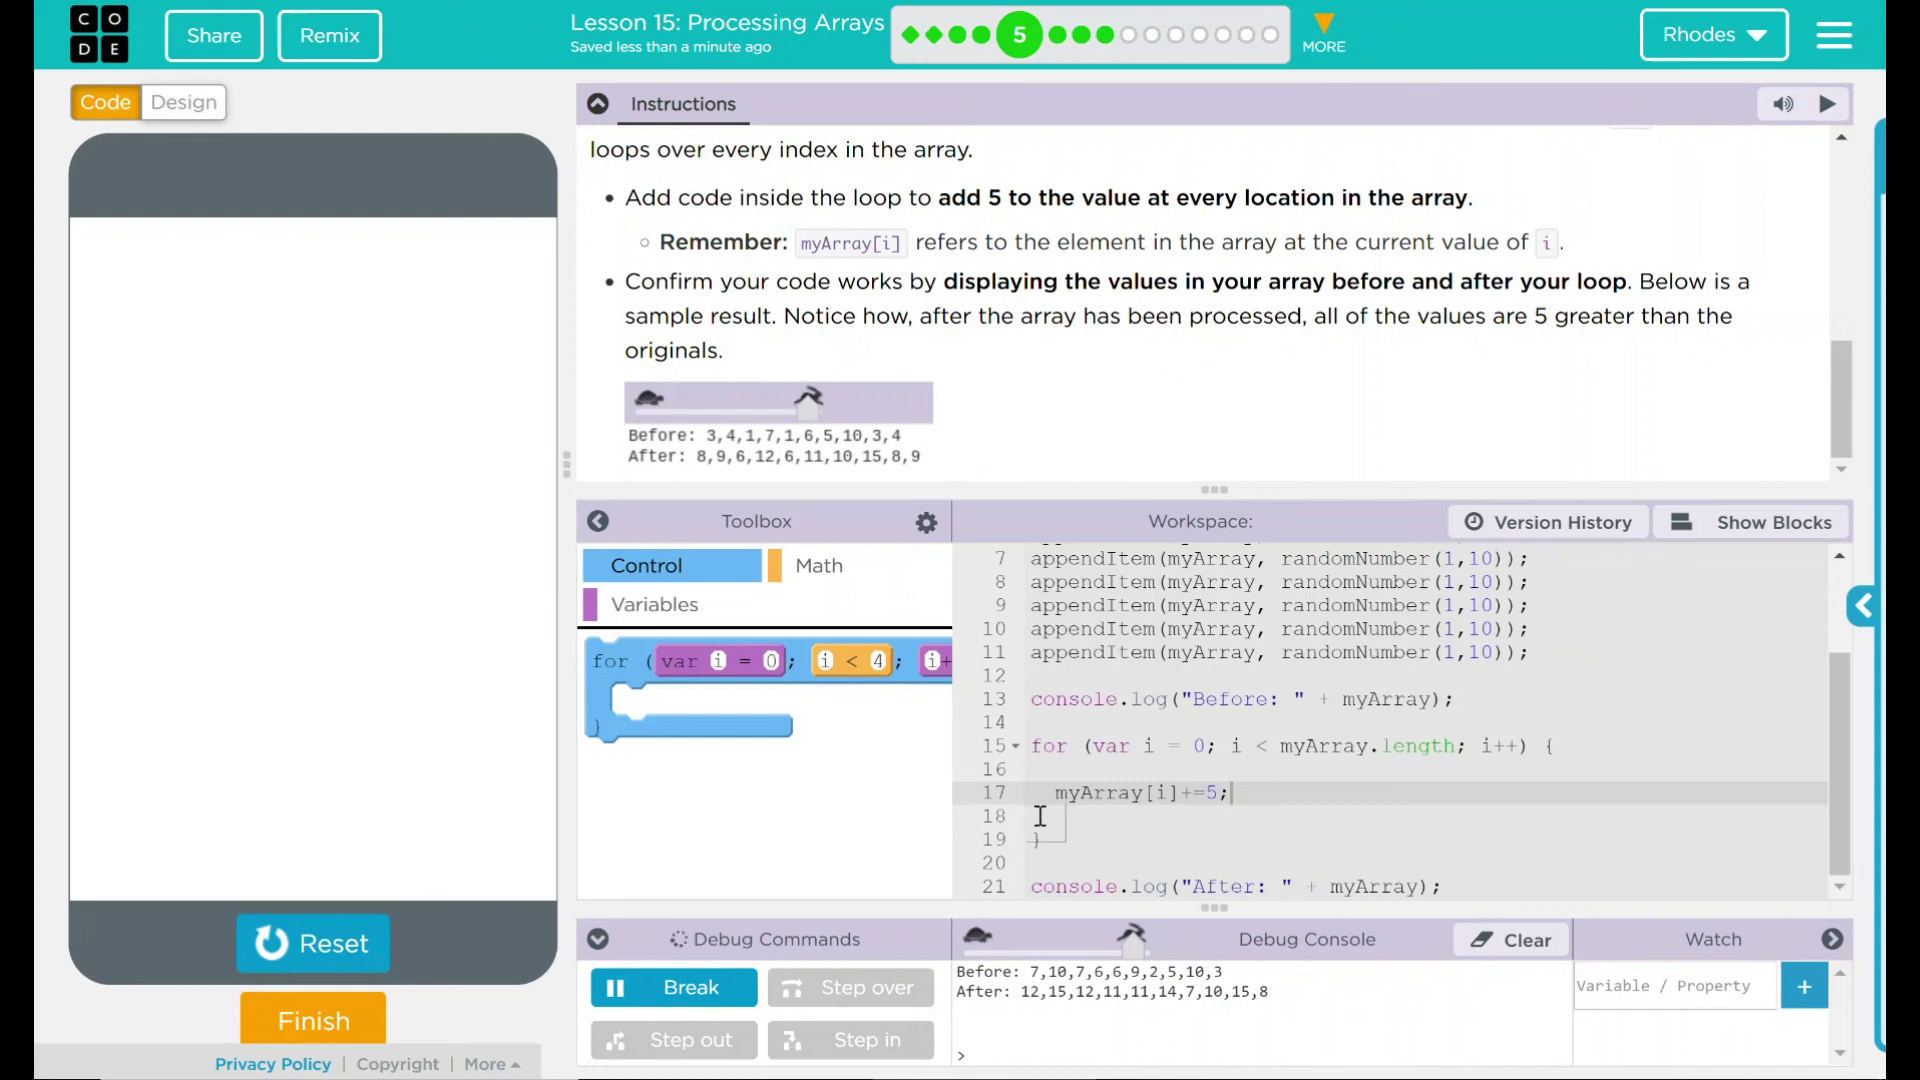 C O
D E
Share
Remix
Lesson 15: Processing Arrays
Saved less than a minute ago
5
MORE
Rhodes
Code
Design
Instructions
loops over every index in the array.
• Add code inside the loop to add 5 to the value at every location in the array.
◦ Remember: myArray[i] refers to the element in the array at the current value of i.
• Confirm your code works by displaying the values in your array before and after your loop. Below is a
sample result. Notice how, after the array has been processed, all of the values are 5 greater than the
originals.
Before: 3,4,1,7,1,6,5,10,3,4
After: 8,9,6,12,6,11,10,15,8,9
Toolbox
Workspace:
Version History
Show Blocks
Control
Math
Variables
for (var i = 0; i < 4; i+
}
7 appendItem(myArray, randomNumber(1,10));
8 appendItem(myArray, randomNumber(1,10));
9 appendItem(myArray, randomNumber(1,10));
10 appendItem(myArray, randomNumber(1,10));
11 appendItem(myArray, randomNumber(1,10));
12
13 console.log("Before: " + myArray);
14
15 for (var i = 0; i < myArray.length; i++) {
16
17 myArray[i]+=5;
18
19 }
20
21 console.log("After: " + myArray);
Reset
Finish
Debug Commands
Debug Console
Clear
Watch
Break
Step over
Step out
Step in
Before: 7,10,7,6,6,9,2,5,10,3
After: 12,15,12,11,11,14,7,10,15,8
>
Variable / Property
+
Privacy Policy | Copyright | More